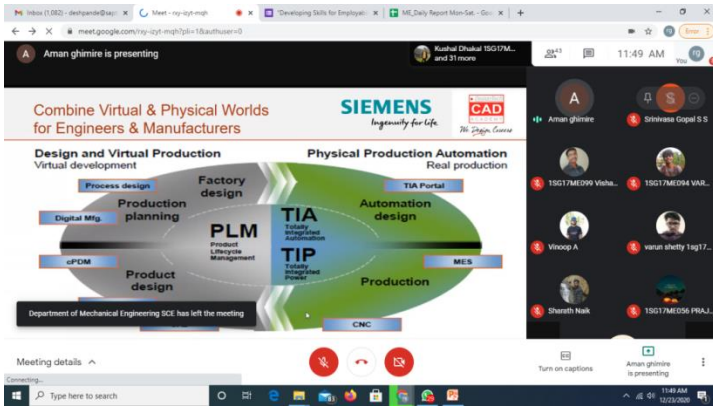 Inbox (1,082) - deshpande@sapt
Meet - rxy-izyt-mqh
"Developing Skills for Employab
ME_Daily Report Mon-Sat. - Goo
meet.google.com/rxy-izyt-mqh?pli=1&authuser=0
rg
Error
A
Aman ghimire is presenting
Kushal Dhakal 1SG17M...
and 31 more
43
11:49 AM
You
rg
Combine Virtual & Physical Worlds
for Engineers & Manufacturers
SIEMENS
Ingenuity for life
CAD
We Design Careers
Design and Virtual Production
Virtual development
Physical Production Automation
Real production
Process design
Factory
design
TIA Portal
Digital Mfg.
Production
planning
Automation
design
PLM
Product
Lifecycle
Management
TIA
Totally
Integrated
Automation
TIP
Totally
Integrated
Power
cPDM
MES
Product
design
Production
CNC
Department of Mechanical Engineering SCE has left the meeting
A
Aman ghimire
S
Srinivasa Gopal S S
1SG17ME099 Visha...
1SG17ME094 VAR...
Vinoop A
varun shetty 1sg17...
Sharath Naik
1SG17ME056 PRAJ...
Meeting details
Turn on captions
Aman ghimire
is presenting
Connecting...
Type here to search
11:49 AM
12/23/2020